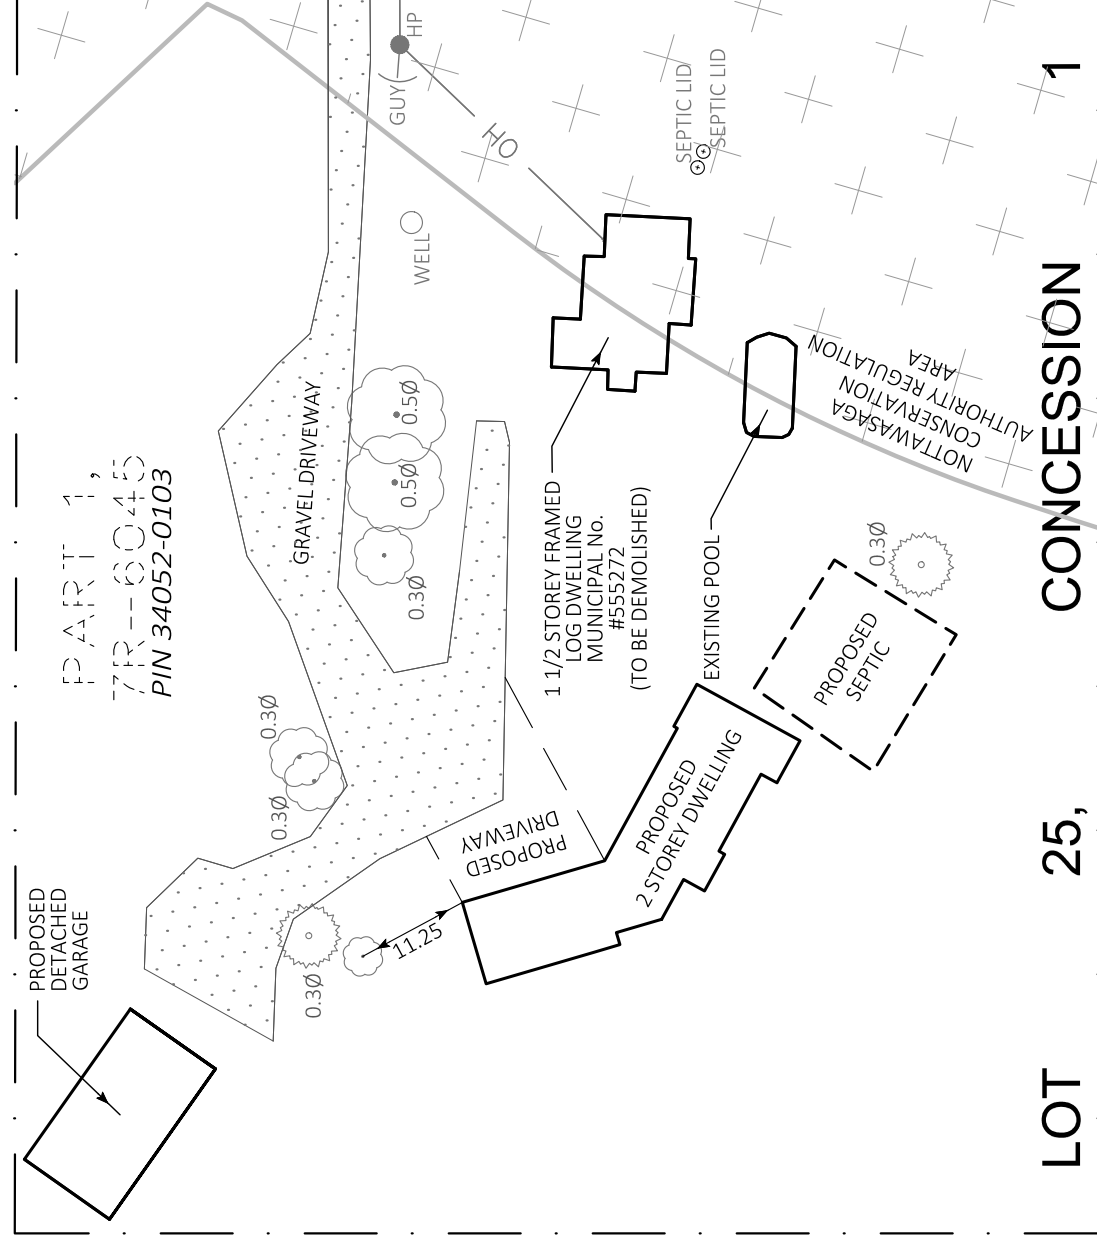 PART 1,
7R-6045
PIN 34052-0103
GRAVEL DRIVEWAY
GUY
HP
HO
WELL
SEPTIC LID
SEPTIC LID
0.5Ø
0.5Ø
0.3Ø
0.3Ø
0.3Ø
0.3Ø
0.3Ø
1 1/2 STOREY FRAMED
LOG DWELLING
MUNICIPAL No.
#555272
(TO BE DEMOLISHED)
EXISTING POOL
NOTTAWASAGA
CONSERVATION
AUTHORITY REGULATION
AREA
PROPOSED
SEPTIC
PROPOSED
2 STOREY DWELLING
PROPOSED
DRIVEWAY
11.25
PROPOSED
DETACHED
GARAGE
LOT 25, CONCESSION 1